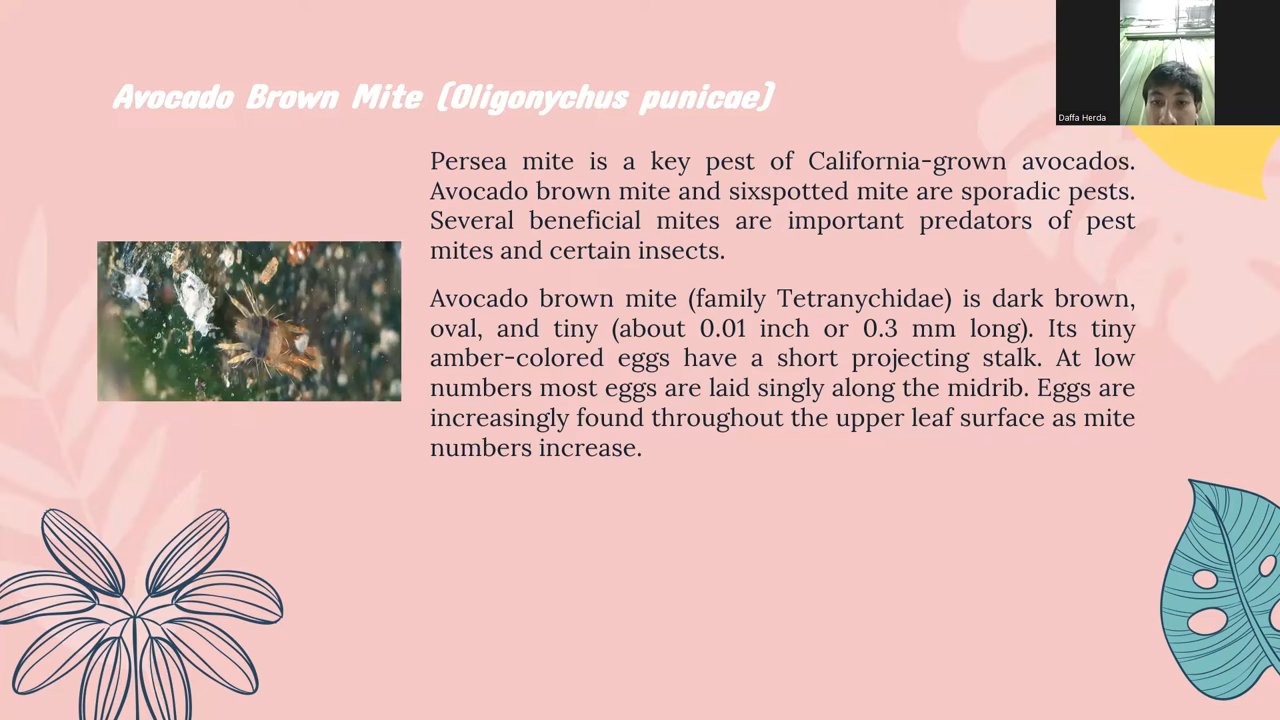 Avocado Brown Mite (Oligonychus punicae)
Daffa Herda
Persea mite is a key pest of California-grown avocados.
Avocado brown mite and sixspotted mite are sporadic pests.
Several beneficial mites are important predators of pest
mites and certain insects.
Avocado brown mite (family Tetranychidae) is dark brown,
oval, and tiny (about 0.01 inch or 0.3 mm long). Its tiny
amber-colored eggs have a short projecting stalk. At low
numbers most eggs are laid singly along the midrib. Eggs are
increasingly found throughout the upper leaf surface as mite
numbers increase.